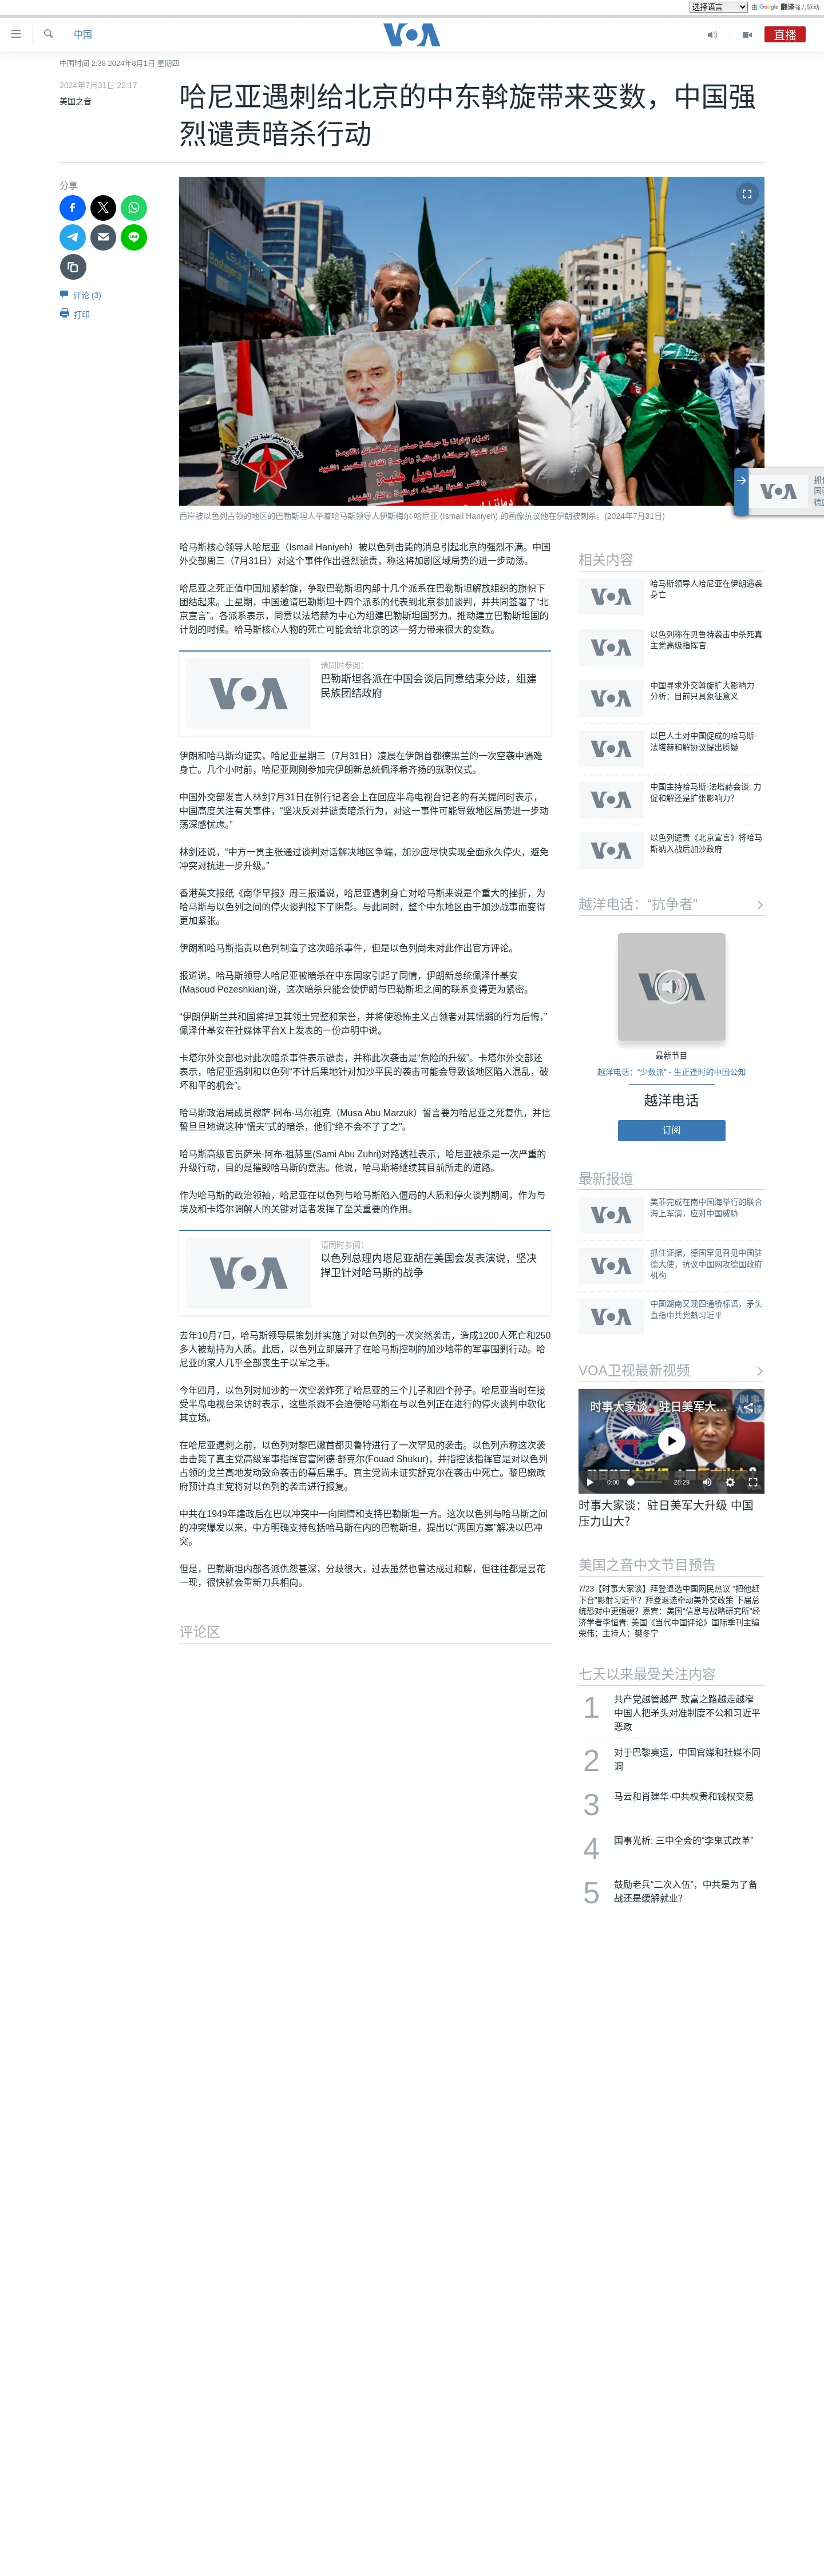 选择语言 由 Google 翻译强力驱动
中国
VOA
直播
中国时间 2:38 2024年8月1日 星期四
2024年7月31日 22:17
美国之音
哈尼亚遇刺给北京的中东斡旋带来变数，中国强
烈谴责暗杀行动
分享
评论 (3)
打印
西岸被以色列占领的地区的巴勒斯坦人举着哈马斯领导人伊斯梅尔·哈尼亚 (Ismail Haniyeh) 的画像抗议他在伊朗被刺杀。(2024年7月31日)
哈马斯核心领导人哈尼亚（Ismail Haniyeh）被以色列击毙的消息引起北京的强烈不满。中国
外交部周三（7月31日）对这个事件作出强烈谴责，称这将加剧区域局势的进一步动荡。
哈尼亚之死正值中国加紧斡旋，争取巴勒斯坦内部十几个派系在巴勒斯坦解放组织的旗帜下
团结起来。上星期，中国邀请巴勒斯坦十四个派系的代表到北京参加谈判，并共同签署了“北
京宣言”。各派系表示，同意以法塔赫为中心为组建巴勒斯坦国努力。推动建立巴勒斯坦国的
计划的时候。哈马斯核心人物的死亡可能会给北京的这一努力带来很大的变数。
VOA
请同时参阅：
巴勒斯坦各派在中国会谈后同意结束分歧，组建
民族团结政府
伊朗和哈马斯均证实，哈尼亚星期三（7月31日）凌晨在伊朗首都德黑兰的一次空袭中遇难
身亡。几个小时前，哈尼亚刚刚参加完伊朗新总统佩泽希齐扬的就职仪式。
中国外交部发言人林剑7月31日在例行记者会上在回应半岛电视台记者的有关提问时表示，
中国高度关注有关事件，“坚决反对并谴责暗杀行为，对这一事件可能导致地区局势进一步动
荡深感忧虑。”
林剑还说，“中方一贯主张通过谈判对话解决地区争端，加沙应尽快实现全面永久停火，避免
冲突对抗进一步升级。”
香港英文报纸《南华早报》周三报道说，哈尼亚遇刺身亡对哈马斯来说是个重大的挫折，为
哈马斯与以色列之间的停火谈判投下了阴影。与此同时，整个中东地区由于加沙战事而变得
更加紧张。
伊朗和哈马斯指责以色列制造了这次暗杀事件，但是以色列尚未对此作出官方评论。
报道说，哈马斯领导人哈尼亚被暗杀在中东国家引起了同情，伊朗新总统佩泽什基安
(Masoud Pezeshkian)说，这次暗杀只能会使伊朗与巴勒斯坦之间的联系变得更为紧密。
“伊朗伊斯兰共和国将捍卫其领土完整和荣誉，并将使恐怖主义占领者对其懦弱的行为后悔，”
佩泽什基安在社媒体平台X上发表的一份声明中说。
卡塔尔外交部也对此次暗杀事件表示谴责，并称此次袭击是“危险的升级”。卡塔尔外交部还
表示，哈尼亚遇刺和以色列“不计后果地针对加沙平民的袭击可能会导致该地区陷入混乱，破
坏和平的机会”。
哈马斯政治局成员穆萨·阿布·马尔祖克（Musa Abu Marzuk）誓言要为哈尼亚之死复仇，并信
誓旦旦地说这种“懦夫”式的暗杀，他们“绝不会不了了之”。
哈马斯高级官员萨米·阿布·祖赫里(Sami Abu Zuhri)对路透社表示，哈尼亚被杀是一次严重的
升级行动，目的是摧毁哈马斯的意志。他说，哈马斯将继续其目前所走的道路。
作为哈马斯的政治领袖，哈尼亚在以色列与哈马斯陷入僵局的人质和停火谈判期间，作为与
埃及和卡塔尔调解人的关键对话者发挥了至关重要的作用。
VOA
请同时参阅：
以色列总理内塔尼亚胡在美国会发表演说，坚决
捍卫针对哈马斯的战争
去年10月7日，哈马斯领导层策划并实施了对以色列的一次突然袭击，造成1200人死亡和250
多人被劫持为人质。此后，以色列立即展开了在哈马斯控制的加沙地带的军事围剿行动。哈
尼亚的家人几乎全部丧生于以军之手。
今年四月，以色列对加沙的一次空袭炸死了哈尼亚的三个儿子和四个孙子。哈尼亚当时在接
受半岛电视台采访时表示，这些杀戮不会迫使哈马斯在与以色列正在进行的停火谈判中软化
其立场。
在哈尼亚遇刺之前，以色列对黎巴嫩首都贝鲁特进行了一次罕见的袭击。以色列声称这次袭
击击毙了真主党高级军事指挥官富阿德·舒克尔(Fouad Shukur)，并指控该指挥官是对以色列
占领的戈兰高地发动致命袭击的幕后黑手。真主党尚未证实舒克尔在袭击中死亡。黎巴嫩政
府预计真主党将对以色列的袭击进行报复。
中共在1949年建政后在巴以冲突中一向同情和支持巴勒斯坦一方。这次以色列与哈马斯之间
的冲突爆发以来，中方明确支持包括哈马斯在内的巴勒斯坦，提出以“两国方案”解决以巴冲
突。
但是，巴勒斯坦内部各派仇怨甚深，分歧很大，过去虽然也曾达成过和解，但往往都是昙花
一现，很快就会重新刀兵相向。
评论区
VOA
相关内容
VOA
哈马斯领导人哈尼亚在伊朗遇袭
身亡
VOA
以色列称在贝鲁特袭击中杀死真
主党高级指挥官
VOA
中国寻求外交斡旋扩大影响力
分析：目前只具象征意义
VOA
以巴人士对中国促成的哈马斯-
法塔赫和解协议提出质疑
VOA
中国主持哈马斯-法塔赫会谈: 力
促和解还是扩张影响力？
VOA
以色列谴责《北京宣言》将哈马
斯纳入战后加沙政府
越洋电话：“抗争者”
VOA
最新节目
越洋电话：“少数派” - 生正逢时的中国公知
越洋电话
订阅
最新报道
VOA
美菲完成在南中国海举行的联合
海上军演，应对中国威胁
VOA
抓住证据，德国罕见召见中国驻
德大使，抗议中国网攻德国政府
机构
VOA
中国湖南又现四通桥标语，矛头
直指中共党魁习近平
VOA卫视最新视频
时事大家谈：驻日美军大…
0:00
28:29
时事大家谈：驻日美军大升级 中国
压力山大？
美国之音中文节目预告
7/23【时事大家谈】拜登退选中国网民热议 “把他赶
下台”影射习近平？拜登退选牵动美外交政策 下届总
统恐对中更强硬？嘉宾：美国“信息与战略研究所”经
济学者李恒青; 美国《当代中国评论》国际季刊主编
荣伟；主持人：樊冬宁
七天以来最受关注内容
1
共产党越管越严 致富之路越走越窄
中国人把矛头对准制度不公和习近平
恶政
2
对于巴黎奥运，中国官媒和社媒不同
调
3
马云和肖建华·中共权贵和钱权交易
4
国事光析: 三中全会的“李鬼式改革”
5
鼓励老兵“二次入伍”，中共是为了备
战还是缓解就业？